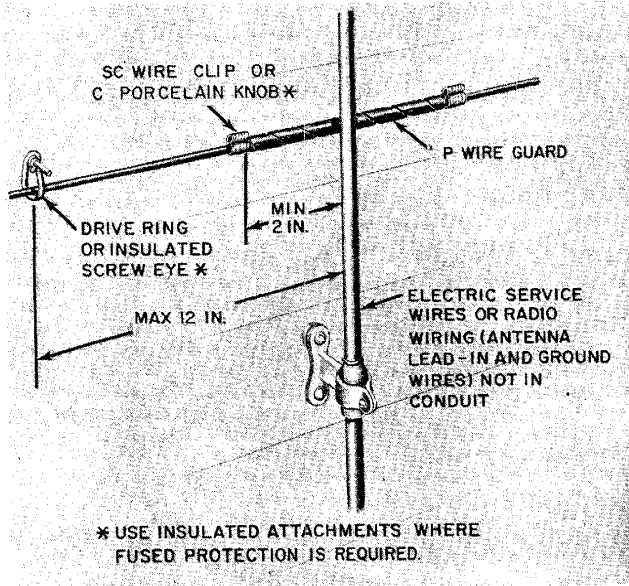 SC WIRE CLIP OR
C PORCELAIN KNOB*
P WIRE GUARD
MIN
2 IN.
DRIVE RING
OR INSULATED
SCREW EYE *
MAX 12 IN.
ELECTRIC SERVICE
WIRES OR RADIO
WIRING (ANTENNA
LEAD-IN AND GROUND
WIRES) NOT IN
CONDUIT
* USE INSULATED ATTACHMENTS WHERE
FUSED PROTECTION IS REQUIRED.